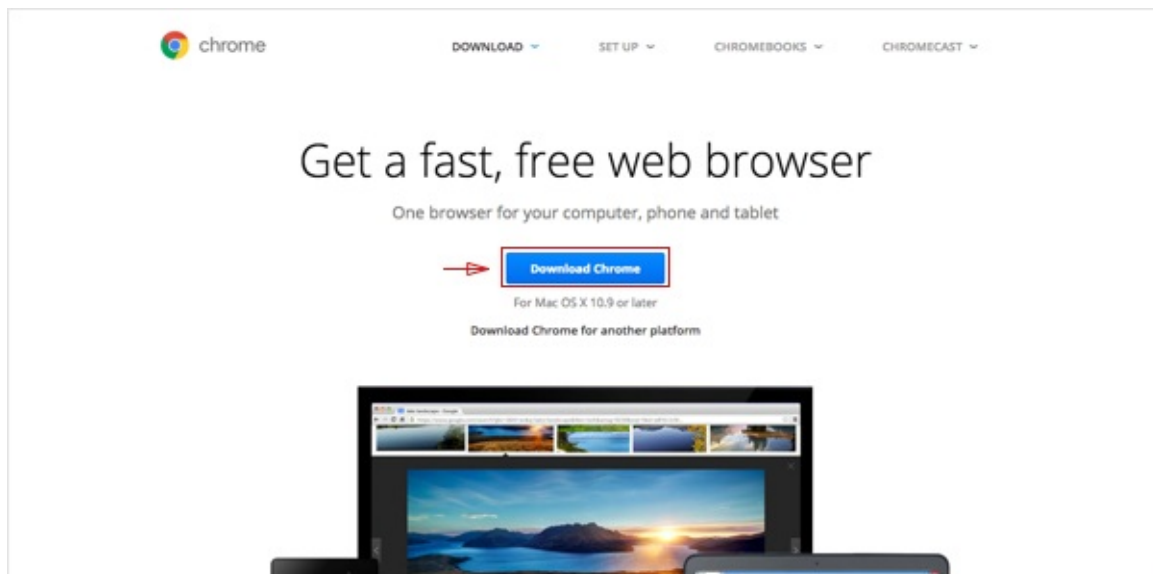 chrome
DOWNLOAD
SET UP
CHROMEBOOKS
CHROMECAST
Get a fast, free web browser
One browser for your computer, phone and tablet
Download Chrome
For Mac OS X 10.9 or later
Download Chrome for another platform